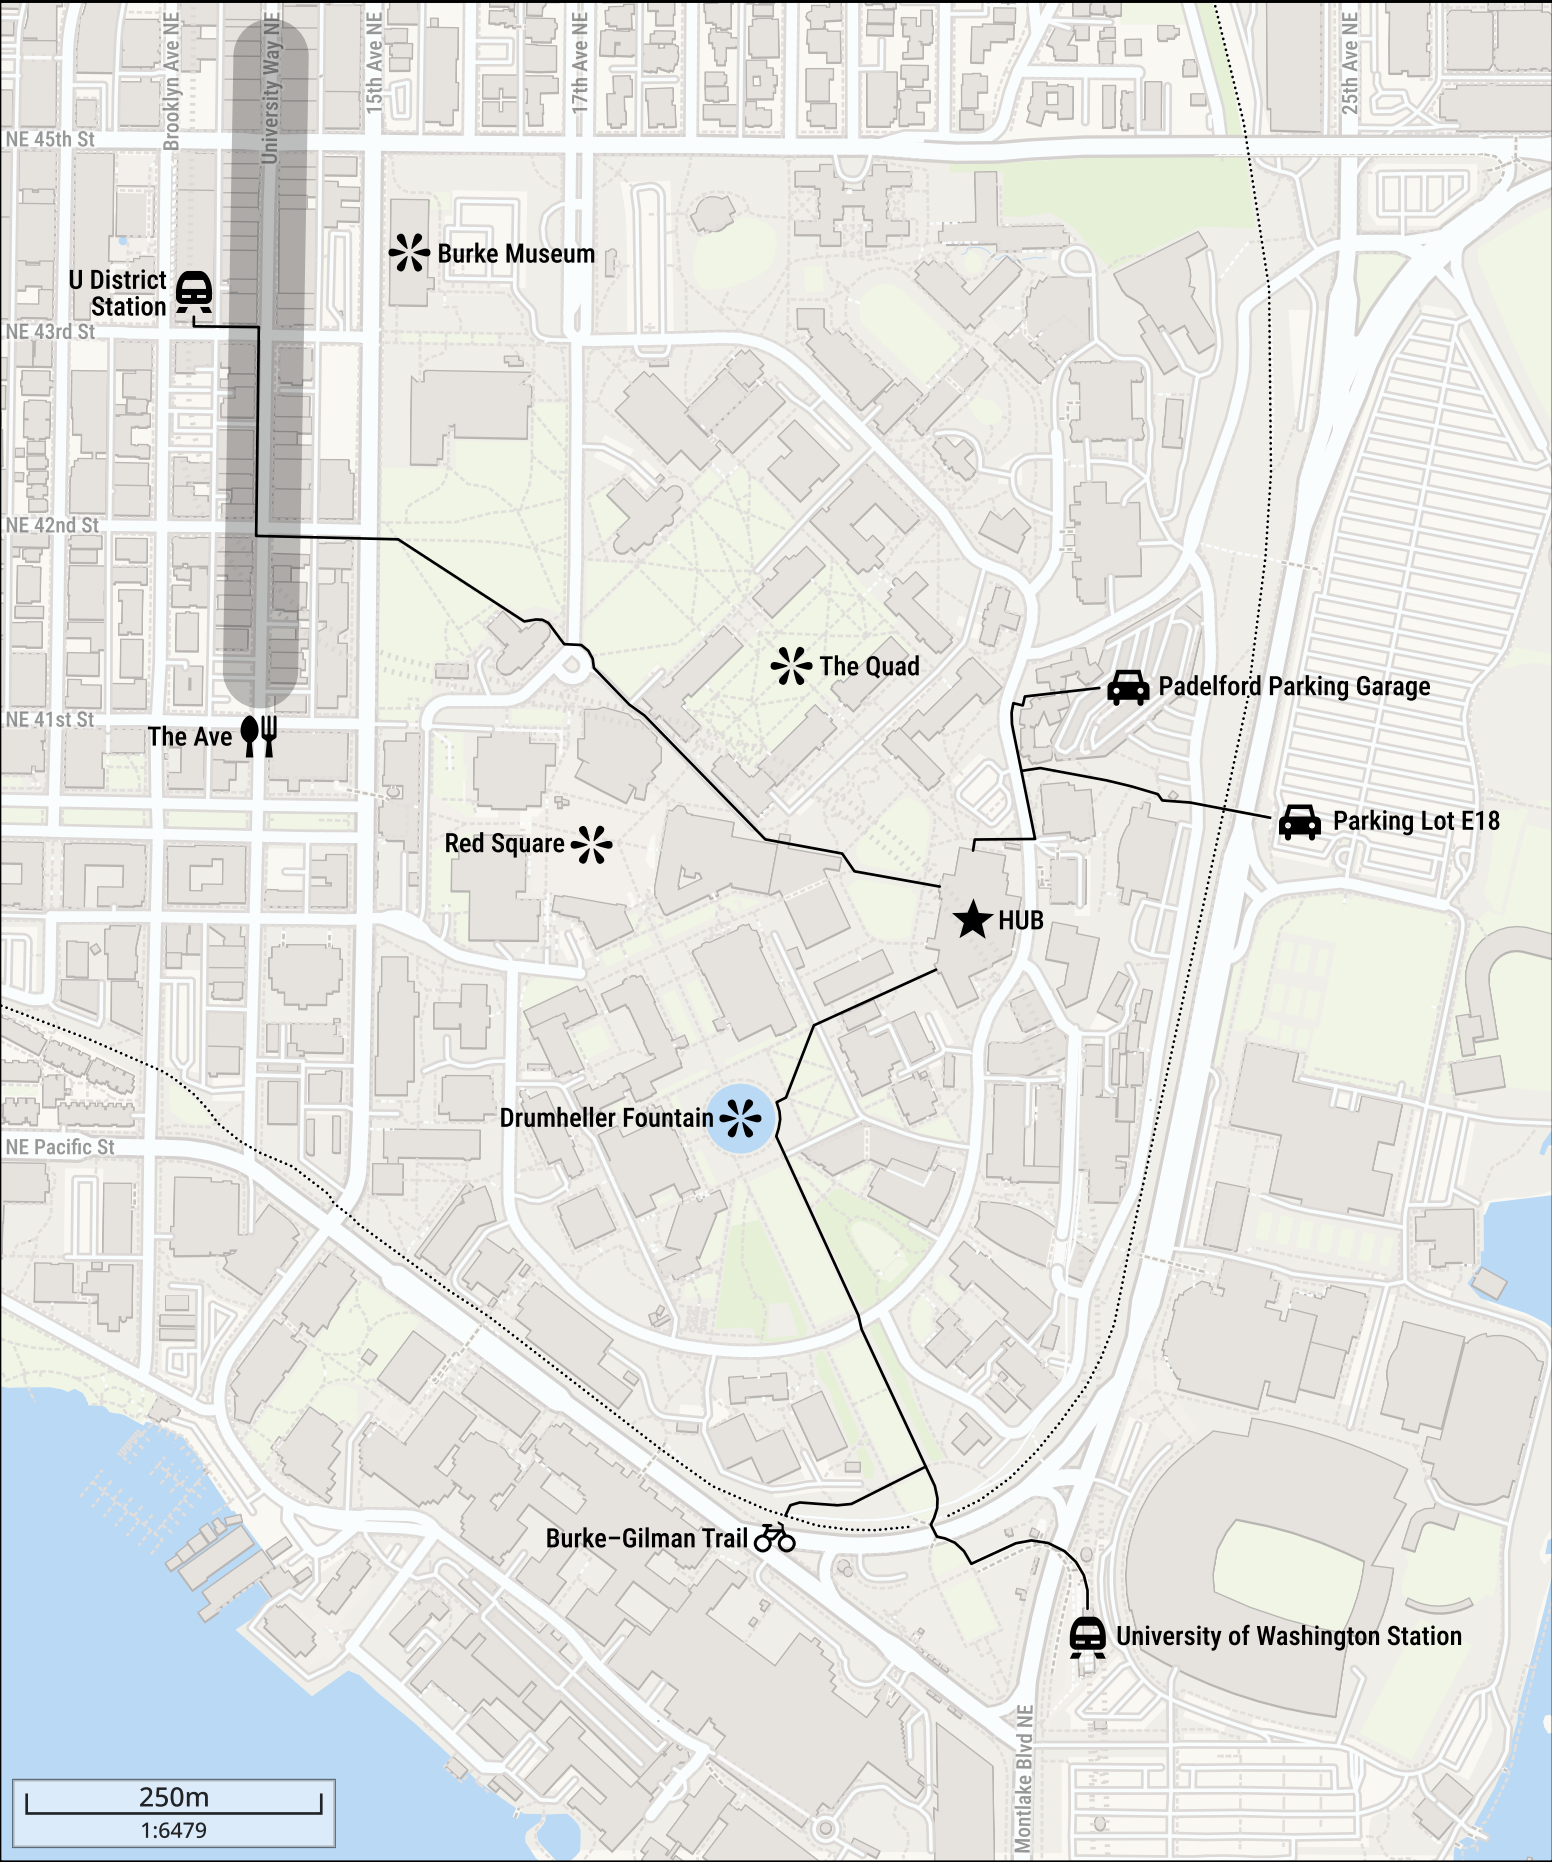 Brooklyn Ave NE
University Way NE
15th Ave NE
17th Ave NE
25th Ave NE
NE 45th St
Burke Museum
U District
Station
NE 43rd St
NE 42nd St
The Quad
Padelford Parking Garage
NE 41st St
The Ave
Parking Lot E18
Red Square
HUB
Drumheller Fountain
NE Pacific St
Burke–Gilman Trail
University of Washington Station
Montlake Blvd NE
250m
1:6479